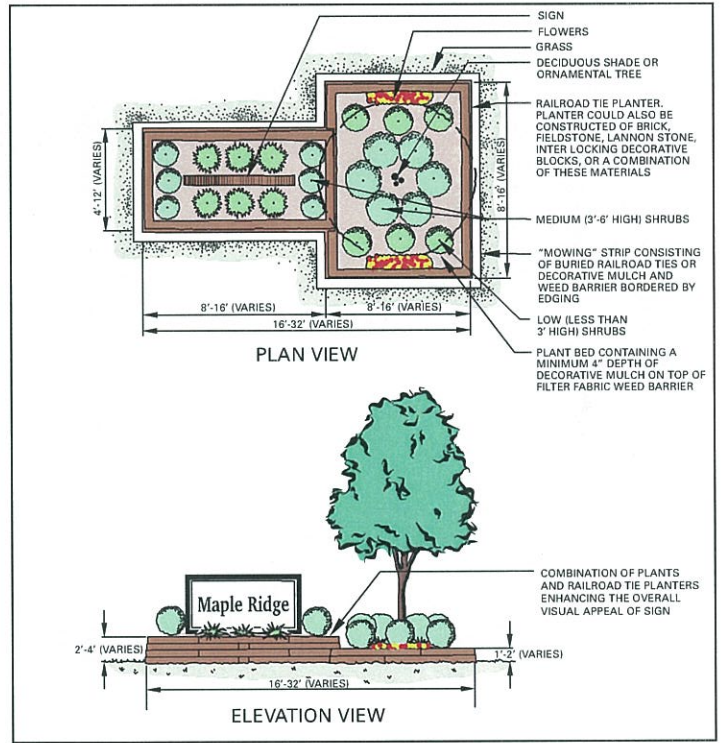 SIGN
FLOWERS
GRASS
DECIDUOUS SHADE OR
ORNAMENTAL TREE
RAILROAD TIE PLANTER.
PLANTER COULD ALSO BE
CONSTRUCTED OF BRICK,
FIELDSTONE, LANNON STONE,
INTER LOCKING DECORATIVE
BLOCKS, OR A COMBINATION
OF THESE MATERIALS
4'-12' (VARIES)
8'-16' (VARIES)
MEDIUM (3'-6' HIGH) SHRUBS
"MOWING" STRIP CONSISTING
OF BURIED RAILROAD TIES OR
DECORATIVE MULCH AND
WEED BARRIER BORDERED BY
EDGING
8'-16' (VARIES)
8'-16' (VARIES)
16'-32' (VARIES)
LOW (LESS THAN
3' HIGH) SHRUBS
PLAN VIEW
PLANT BED CONTAINING A
MINIMUM 4" DEPTH OF
DECORATIVE MULCH ON TOP OF
FILTER FABRIC WEED BARRIER
COMBINATION OF PLANTS
AND RAILROAD TIE PLANTERS
ENHANCING THE OVERALL
VISUAL APPEAL OF SIGN
Maple Ridge
2'-4' (VARIES)
1'-2' (VARIES)
16'-32' (VARIES)
ELEVATION VIEW